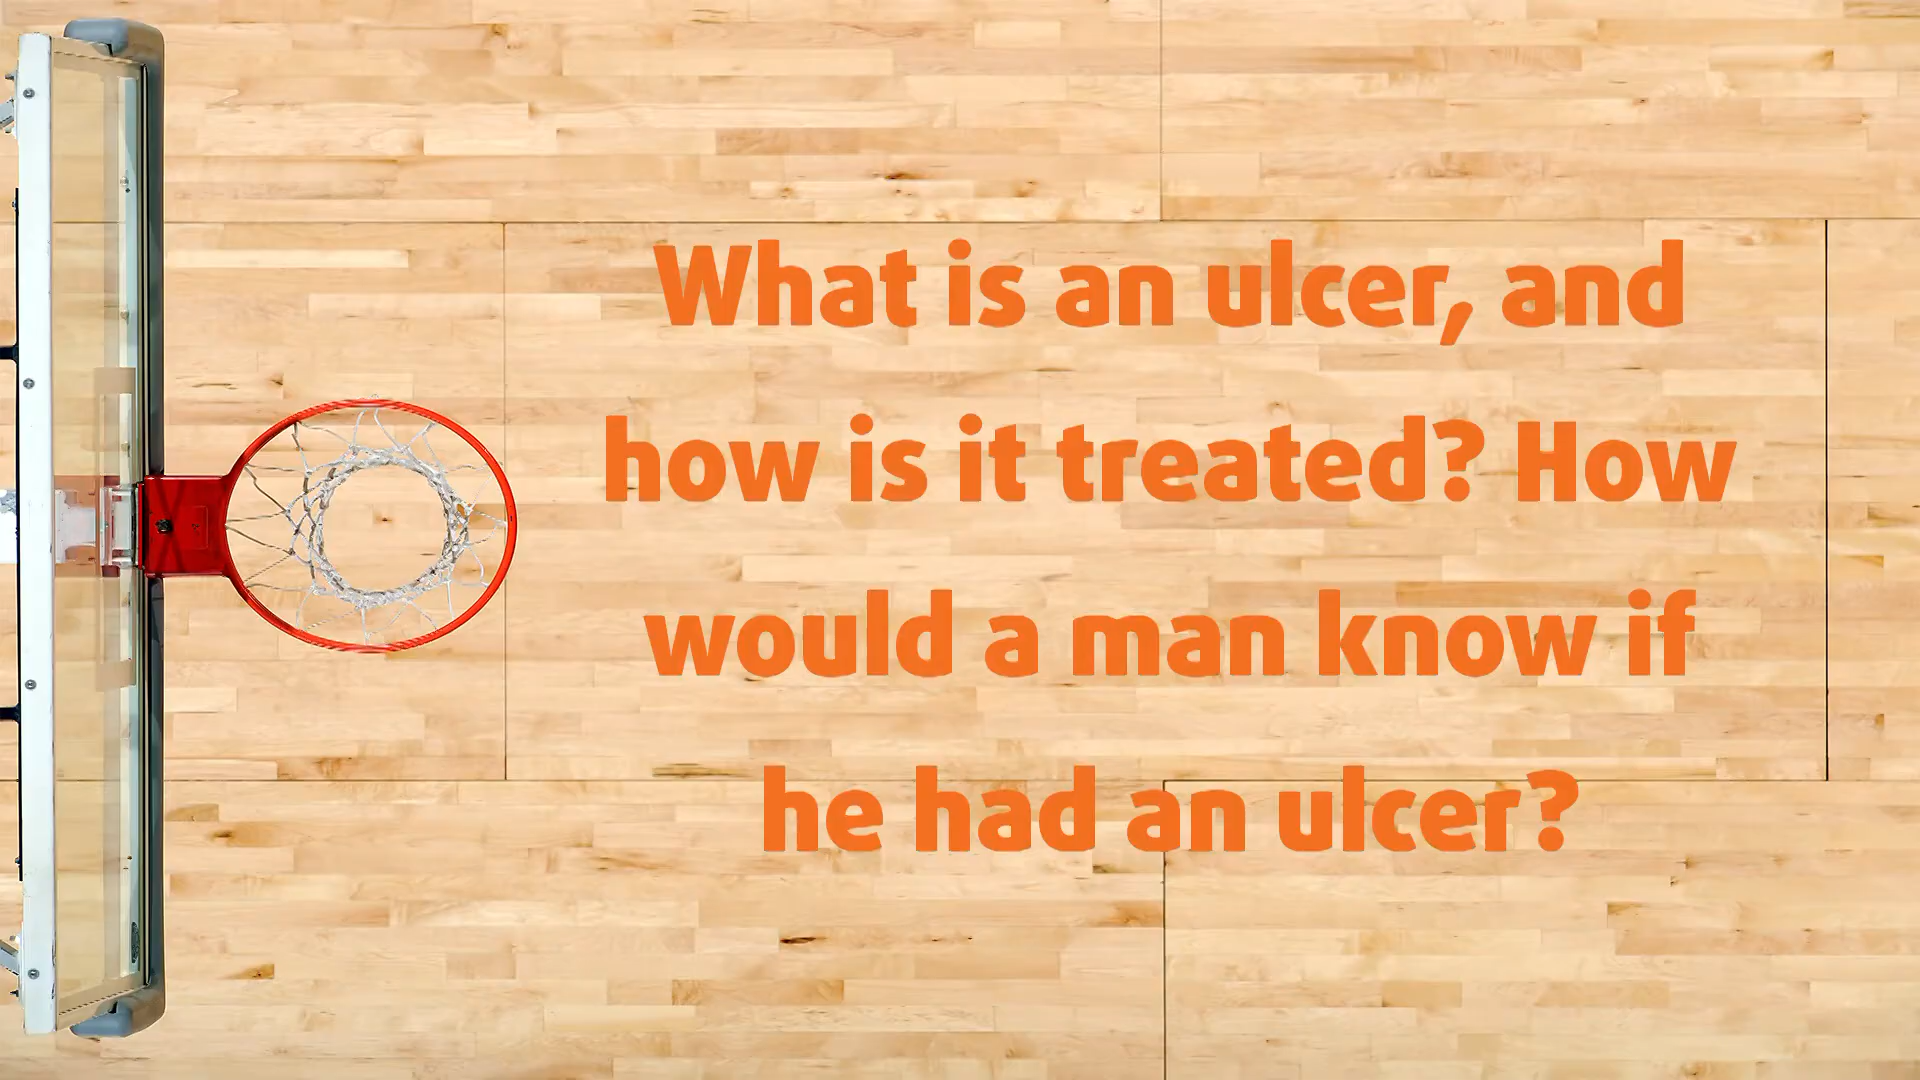 What is an ulcer, and
how is it treated? How
would a man know if
he had an ulcer?